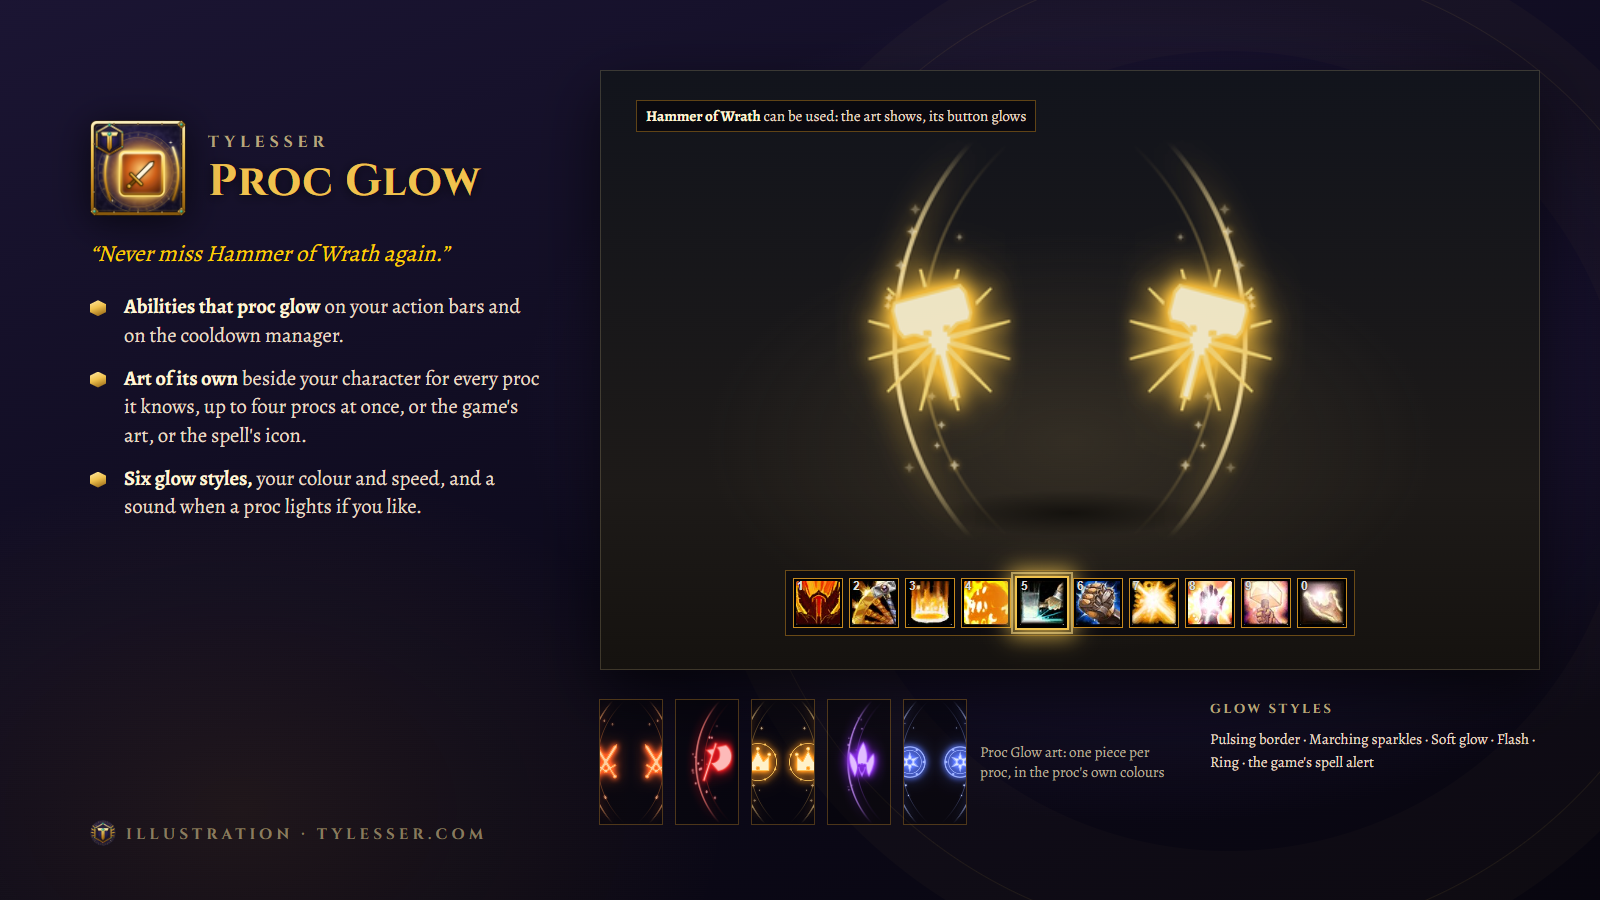 TYLESSER
PROC GLOW
“Never miss Hammer of Wrath again.”
Abilities that proc glow on your action bars and
on the cooldown manager.
Art of its own beside your character for every proc
it knows, up to four procs at once, or the game's
art, or the spell's icon.
Six glow styles, your colour and speed, and a
sound when a proc lights if you like.
ILLUSTRATION · TYLESSER.COM
Hammer of Wrath can be used: the art shows, its button glows
1 2 3 4 5 6 7 8 9 0
Proc Glow art: one piece per
proc, in the proc's own colours
GLOW STYLES
Pulsing border · Marching sparkles · Soft glow · Flash ·
Ring · the game's spell alert